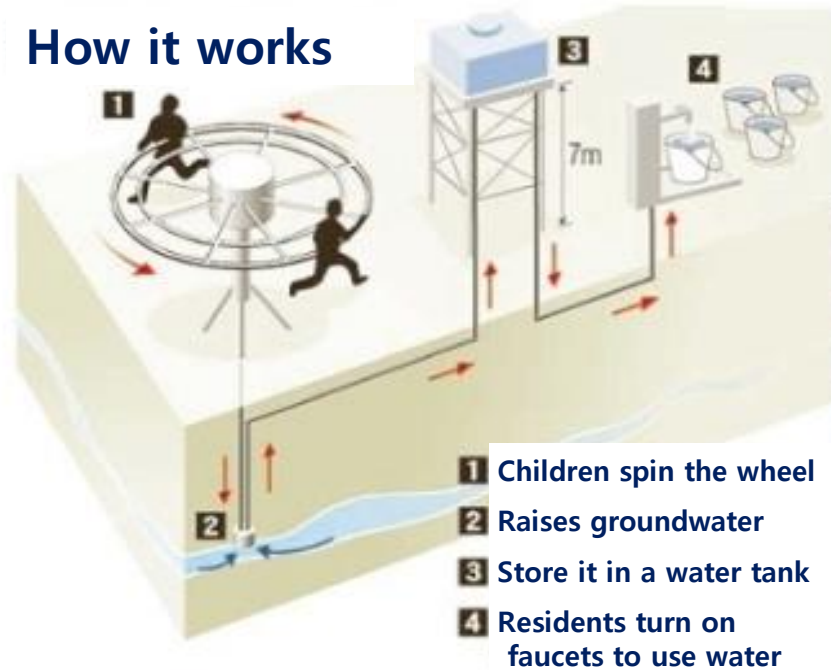 How it works
1
3
4
7m
2
1 Children spin the wheel
2 Raises groundwater
3 Store it in a water tank
4 Residents turn on
faucets to use water